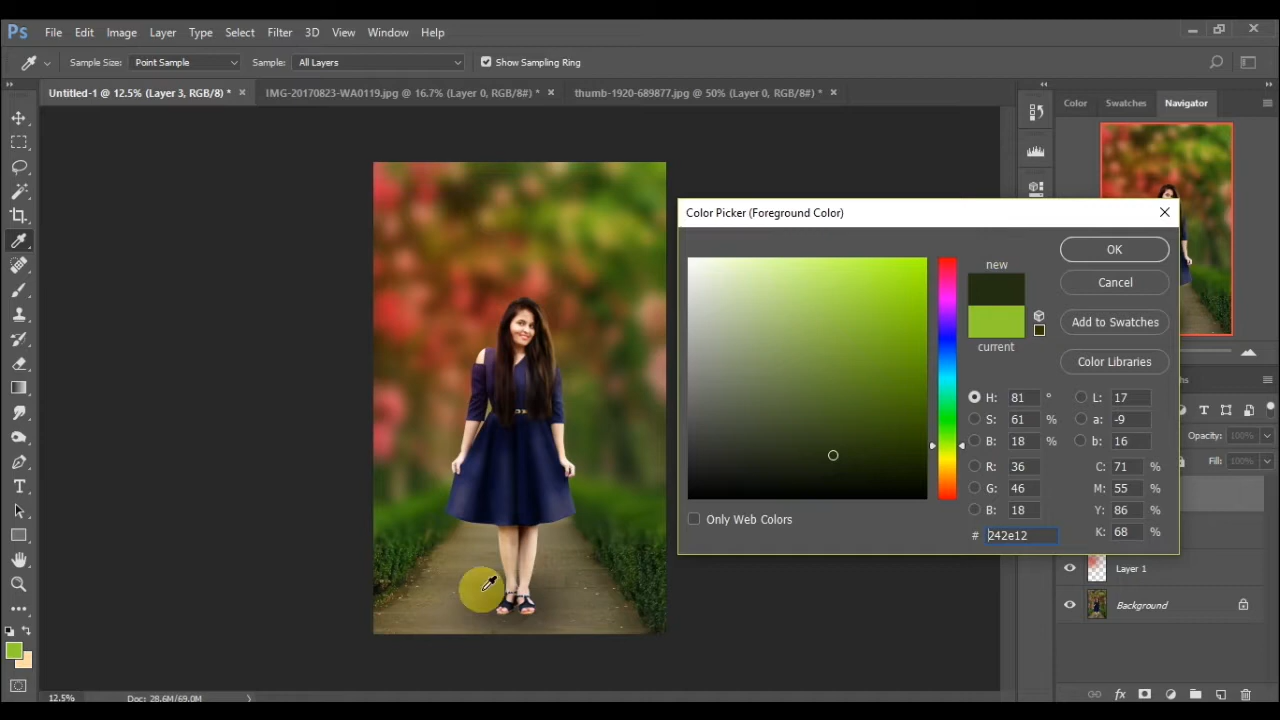 Ps File Edit Image Layer Type Select Filter 3D View Window Help
Sample Size: Point Sample Sample: All Layers Show Sampling Ring
Untitled-1 @ 12.5% (Layer 3, RGB/8) * × IMG-20170823-WA0119.jpg @ 16.7% (Layer 0, RGB/8#) * × thumb-1920-689877.jpg @ 50% (Layer 0, RGB/8#) * ×
Color Swatches Navigator
Color Picker (Foreground Color)
new
current
OK
Cancel
Add to Swatches
Color Libraries
H: 81 ° L: 17
S: 61 % a: -9
B: 18 % b: 16
R: 36 C: 71 %
G: 46 M: 55 %
B: 18 Y: 86 %
# 242e12 K: 68 %
Only Web Colors
Opacity: 100%
Fill: 100%
Layer 1
Background
12.5% Doc: 28.6M/69.0M